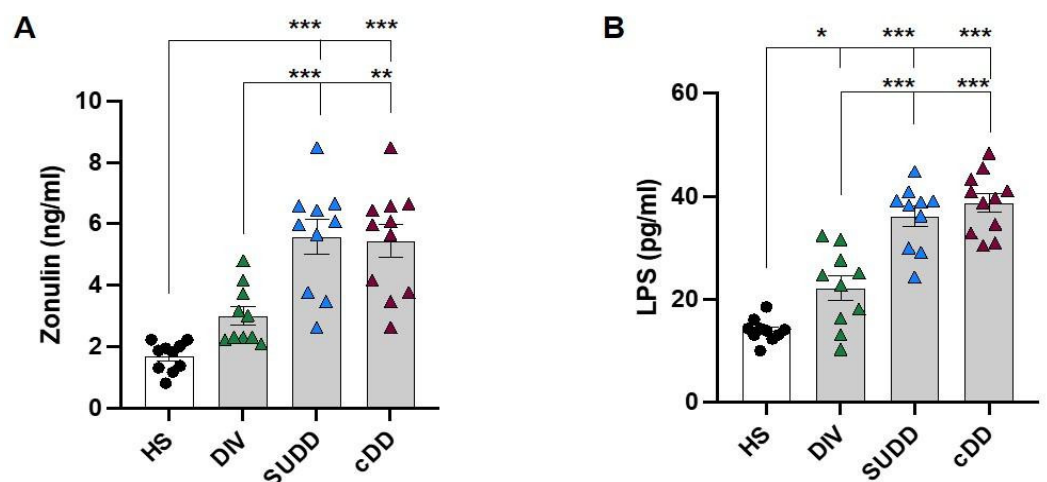 A
*** ***
*** **
Zonulin (ng/ml)
10
8
6
4
2
0
HS DIV SUDD cDD
B
* *** ***
*** ***
LPS (pg/ml)
60
40
20
0
HS DIV SUDD cDD